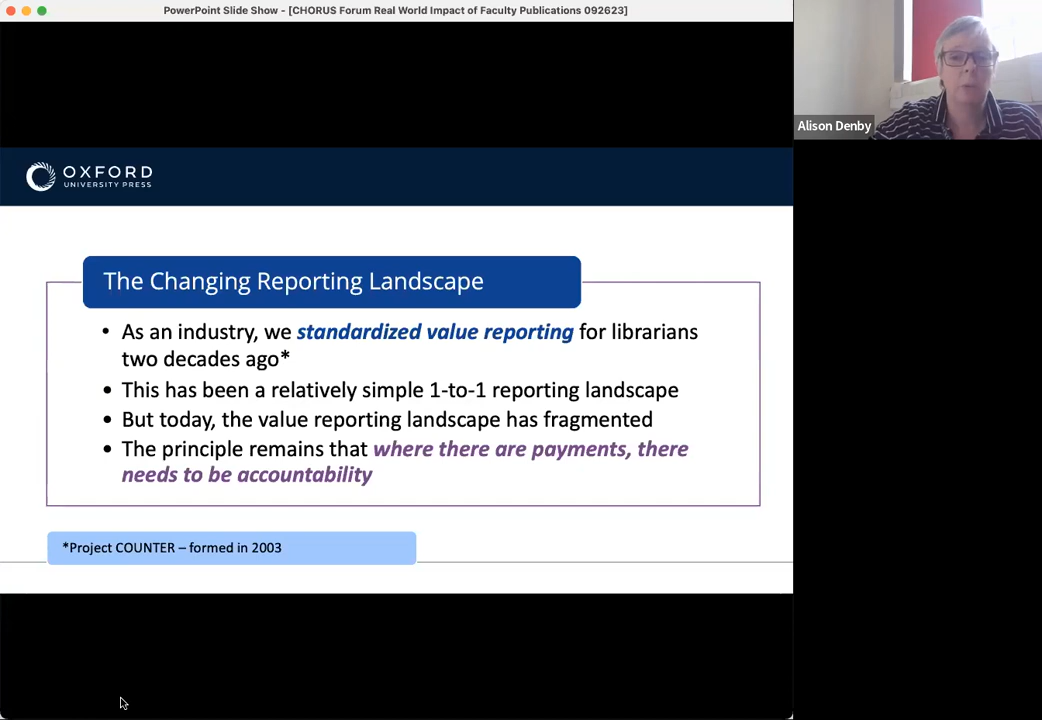 PowerPoint Slide Show - [CHORUS Forum Real World Impact of Faculty Publications 092623]
Alison Denby
OXFORD
UNIVERSITY PRESS
The Changing Reporting Landscape
• As an industry, we standardized value reporting for librarians
two decades ago*
• This has been a relatively simple 1-to-1 reporting landscape
• But today, the value reporting landscape has fragmented
• The principle remains that where there are payments, there
needs to be accountability
*Project COUNTER – formed in 2003